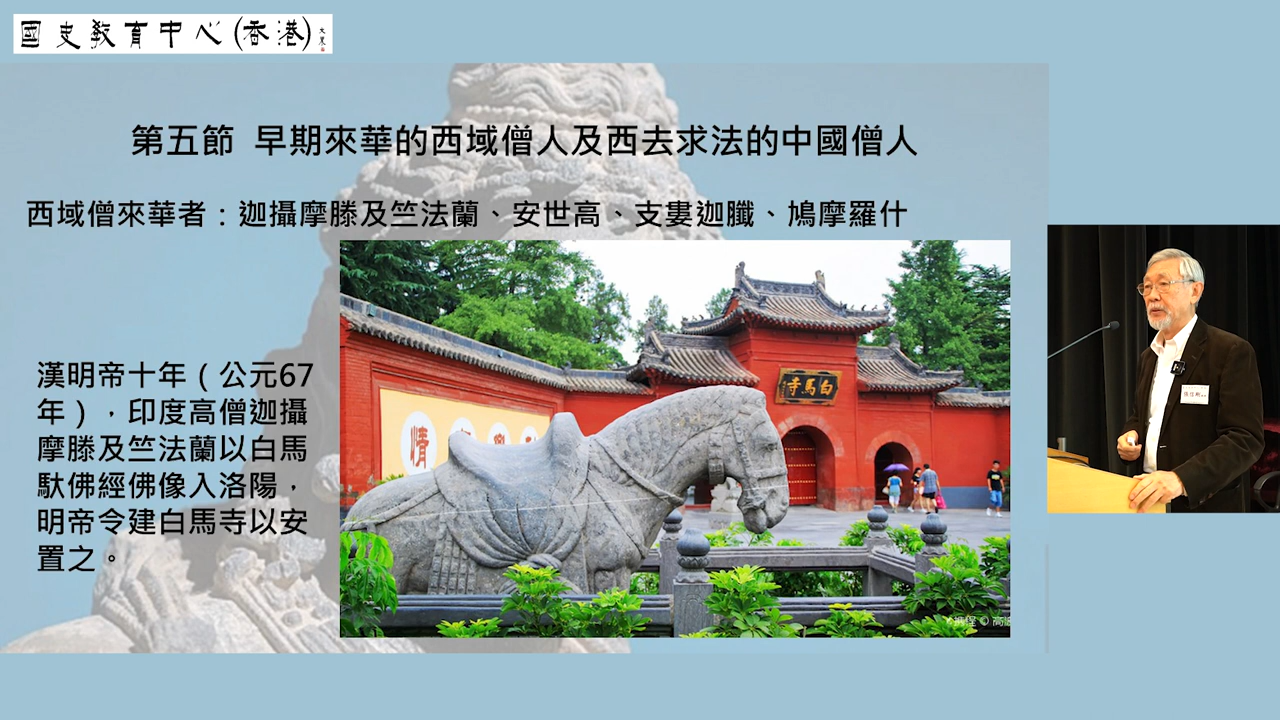 國史教育中心(香港)
第五節 早期來華的西域僧人及西去求法的中國僧人
西域僧來華者：迦攝摩滕及竺法蘭、安世高、支婁迦臘、鳩摩羅什
漢明帝十年（公元67
年），印度高僧迦攝
摩滕及竺法蘭以白馬
馱佛經佛像入洛陽，
明帝令建白馬寺以安
置之。
寺馬白
情